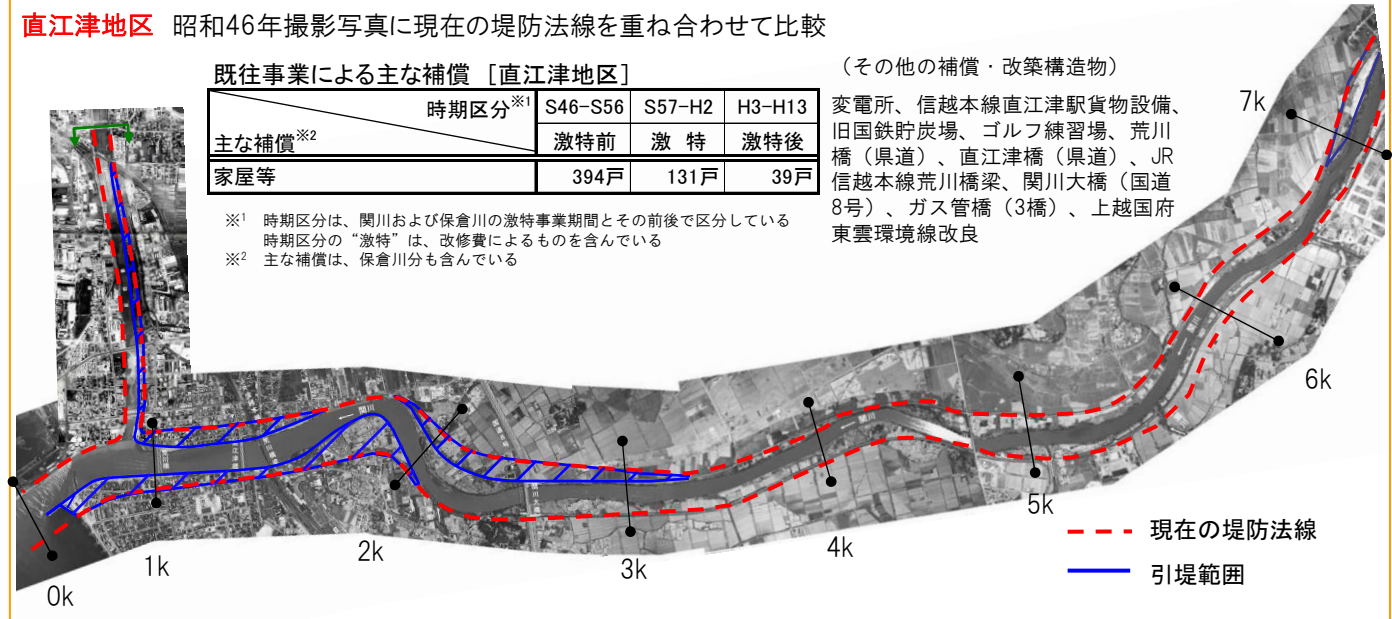 直江津地区 昭和46年撮影写真に現在の堤防法線を重ね合わせて比較
既往事業による主な補償 [直江津地区]
時期区分※1 S46-S56 S57-H2 H3-H13
主な補償※2 激特前 激 特 激特後
家屋等 394戸 131戸 39戸
※1 時期区分は、関川および保倉川の激特事業期間とその前後で区分している
時期区分の“激特”は、改修費によるものを含んでいる
※2 主な補償は、保倉川分も含んでいる
（その他の補償・改築構造物）
変電所、信越本線直江津駅貨物設備、
旧国鉄貯炭場、ゴルフ練習場、荒川
橋（県道）、直江津橋（県道）、JR
信越本線荒川橋梁、関川大橋（国道
8号）、ガス管橋（3橋）、上越国府
東雲環境線改良
7k
6k
5k
4k
3k
2k
1k
0k
関川
関川大橋
現在の堤防法線
引堤範囲